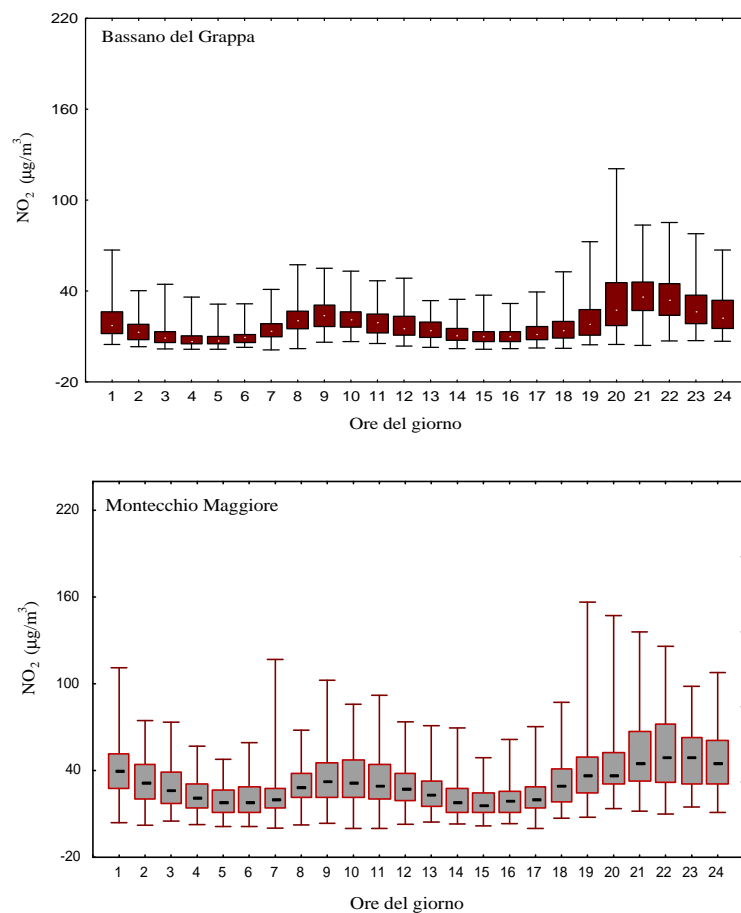 220
Bassano del Grappa
160
NO2 (µg/m3)
100
40
-20
1 2 3 4 5 6 7 8 9 10 11 12 13 14 15 16 17 18 19 20 21 22 23 24
Ore del giorno
220
Montecchio Maggiore
160
NO2 (µg/m3)
100
40
-20
1 2 3 4 5 6 7 8 9 10 11 12 13 14 15 16 17 18 19 20 21 22 23 24
Ore del giorno